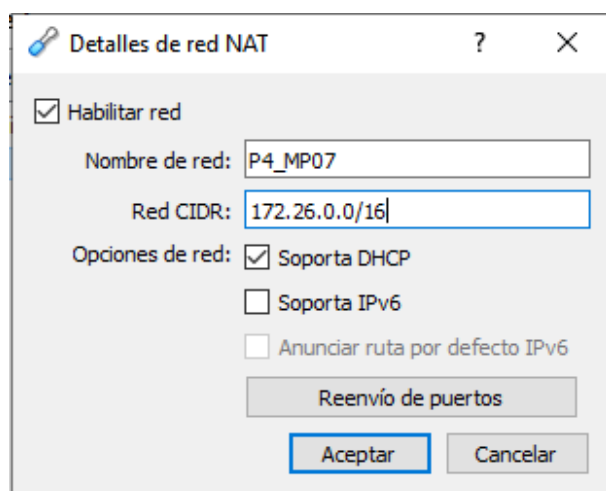 Detalles de red NAT ?
Habilitar red
Nombre de red: P4_MP07
Red CIDR: 172.26.0.0/16
Opciones de red: Soporta DHCP
Soporta IPv6
Anunciar ruta por defecto IPv6
Reenvío de puertos
Aceptar Cancelar